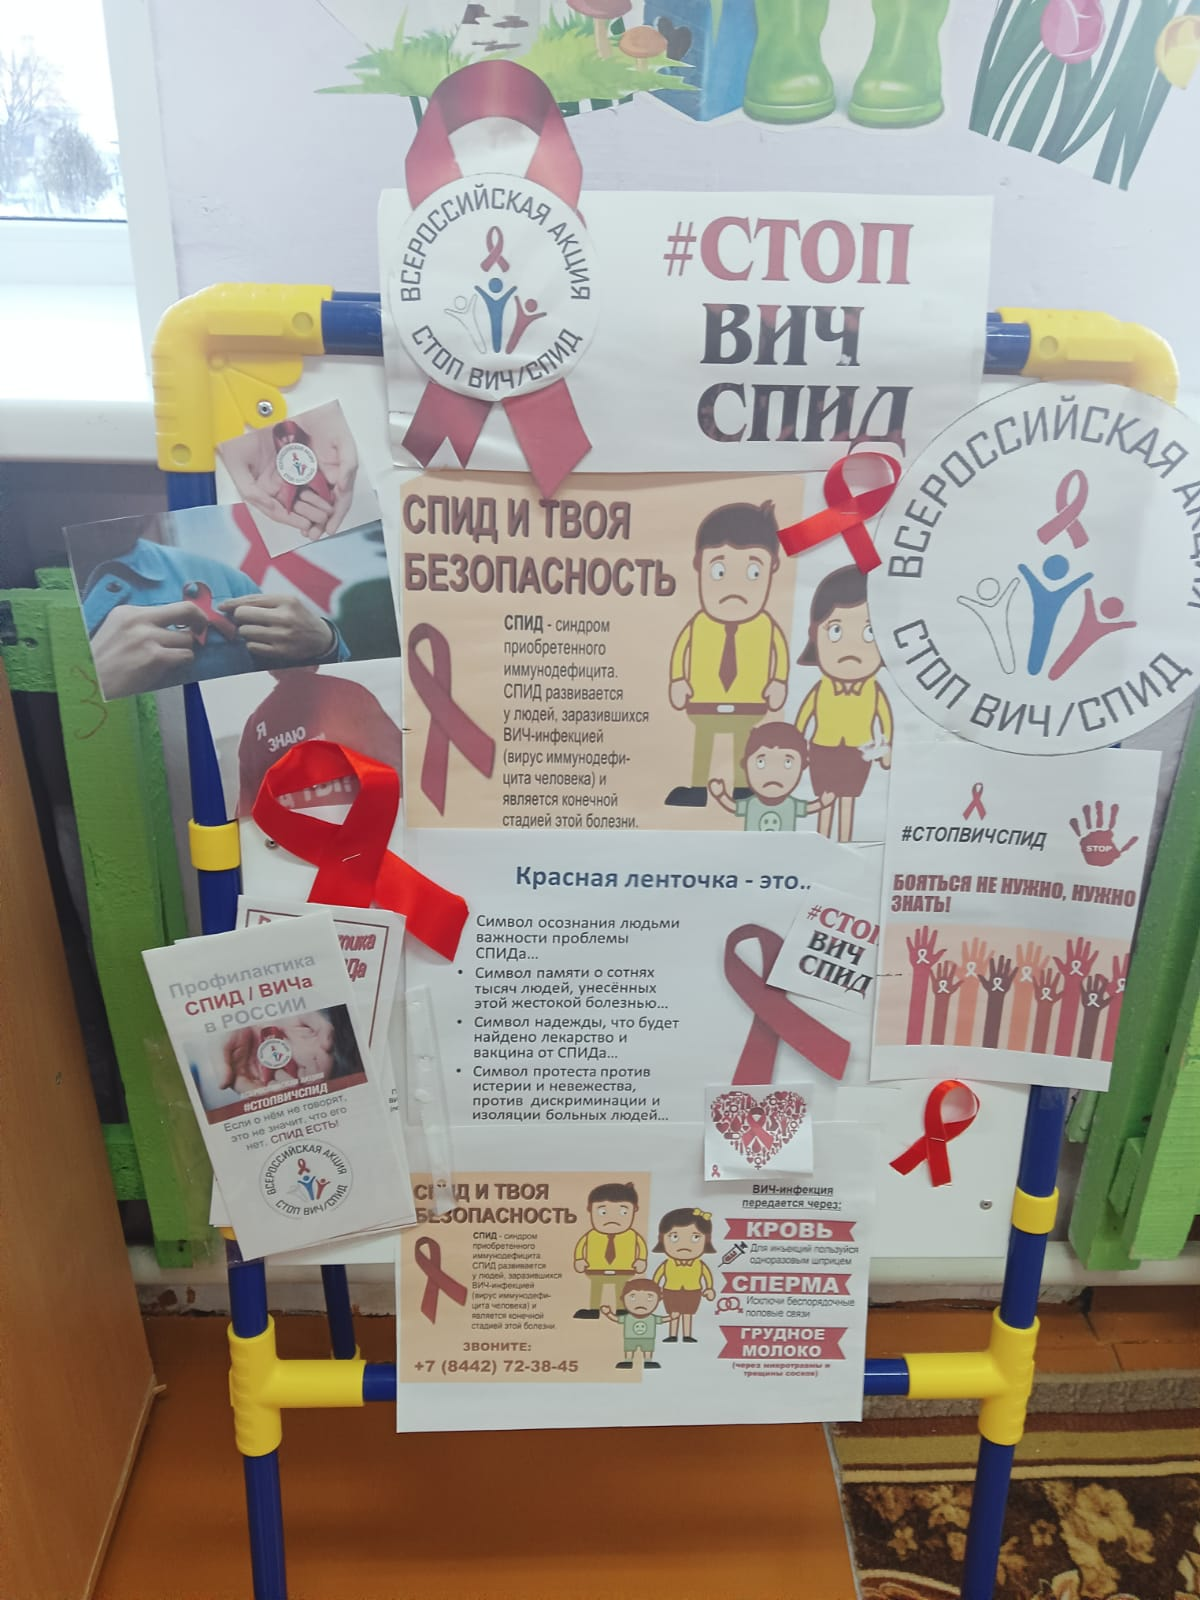 ВСЕРОССИЙСКАЯ АКЦИЯ
СТОП ВИЧ/СПИД
#СТОП
ВИЧ
СПИД
ВСЕРОССИЙСКАЯ
СТОП ВИЧ/СПИД
СПИД И ТВОЯ
БЕЗОПАСНОСТЬ
СПИД - синдром
приобретенного
иммунодефицита.
СПИД развивается
у людей, заразившихся
ВИЧ-инфекцией
(вирус иммунодефи-
цита человека) и
является конечной
стадией этой болезни.
Я
ЗНАЮ
#СТОПВИЧСПИД
STOP
БОЯТЬСЯ НЕ НУЖНО, НУЖНО
ЗНАТЬ!
Красная ленточка - это..
Символ осознания людьми
важности проблемы
СПИДа...
• Символ памяти о сотнях
тысяч людей, унесённых
этой жестокой болезнью...
• Символ надежды, что будет
найдено лекарство и
вакцина от СПИДа...
• Символ протеста против
истерии и невежества,
против дискриминации и
изоляции больных людей...
#СТОП
ВИЧ
СПИД
Профилактика
СПИД / ВИЧа
в РОССИИ
#СТОПВИЧСПИД
Если о нём не говорят,
это не значит, что его
нет. СПИД ЕСТЬ!
ВСЕРОССИЙСКАЯ АКЦИЯ
СТОП ВИЧ/СПИД
СПИД И ТВОЯ
БЕЗОПАСНОСТЬ
СПИД - синдром
приобретенного
иммунодефицита.
СПИД развивается
у людей, заразившихся
ВИЧ-инфекцией
(вирус иммунодефи-
цита человека) и
является конечной
стадией этой болезни.
ЗВОНИТЕ:
+7 (8442) 72-38-45
ВИЧ-инфекция
передается через:
КРОВЬ
Для инъекций пользуйся
одноразовым шприцем
СПЕРМА
Исключи беспорядочные
половые связи
ГРУДНОЕ
МОЛОКО
(через микротравмы и
трещины сосков)